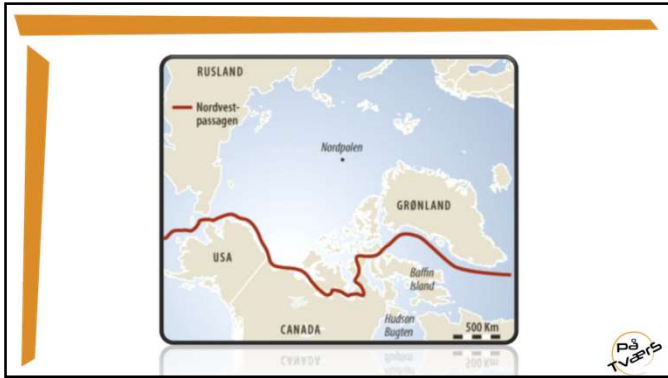 RUSLAND
Nordvest-
passagen
Nordpolen
GRØNLAND
USA
Baffin
Island
Hudson
Bugten
CANADA
500 Km
På
Tværs